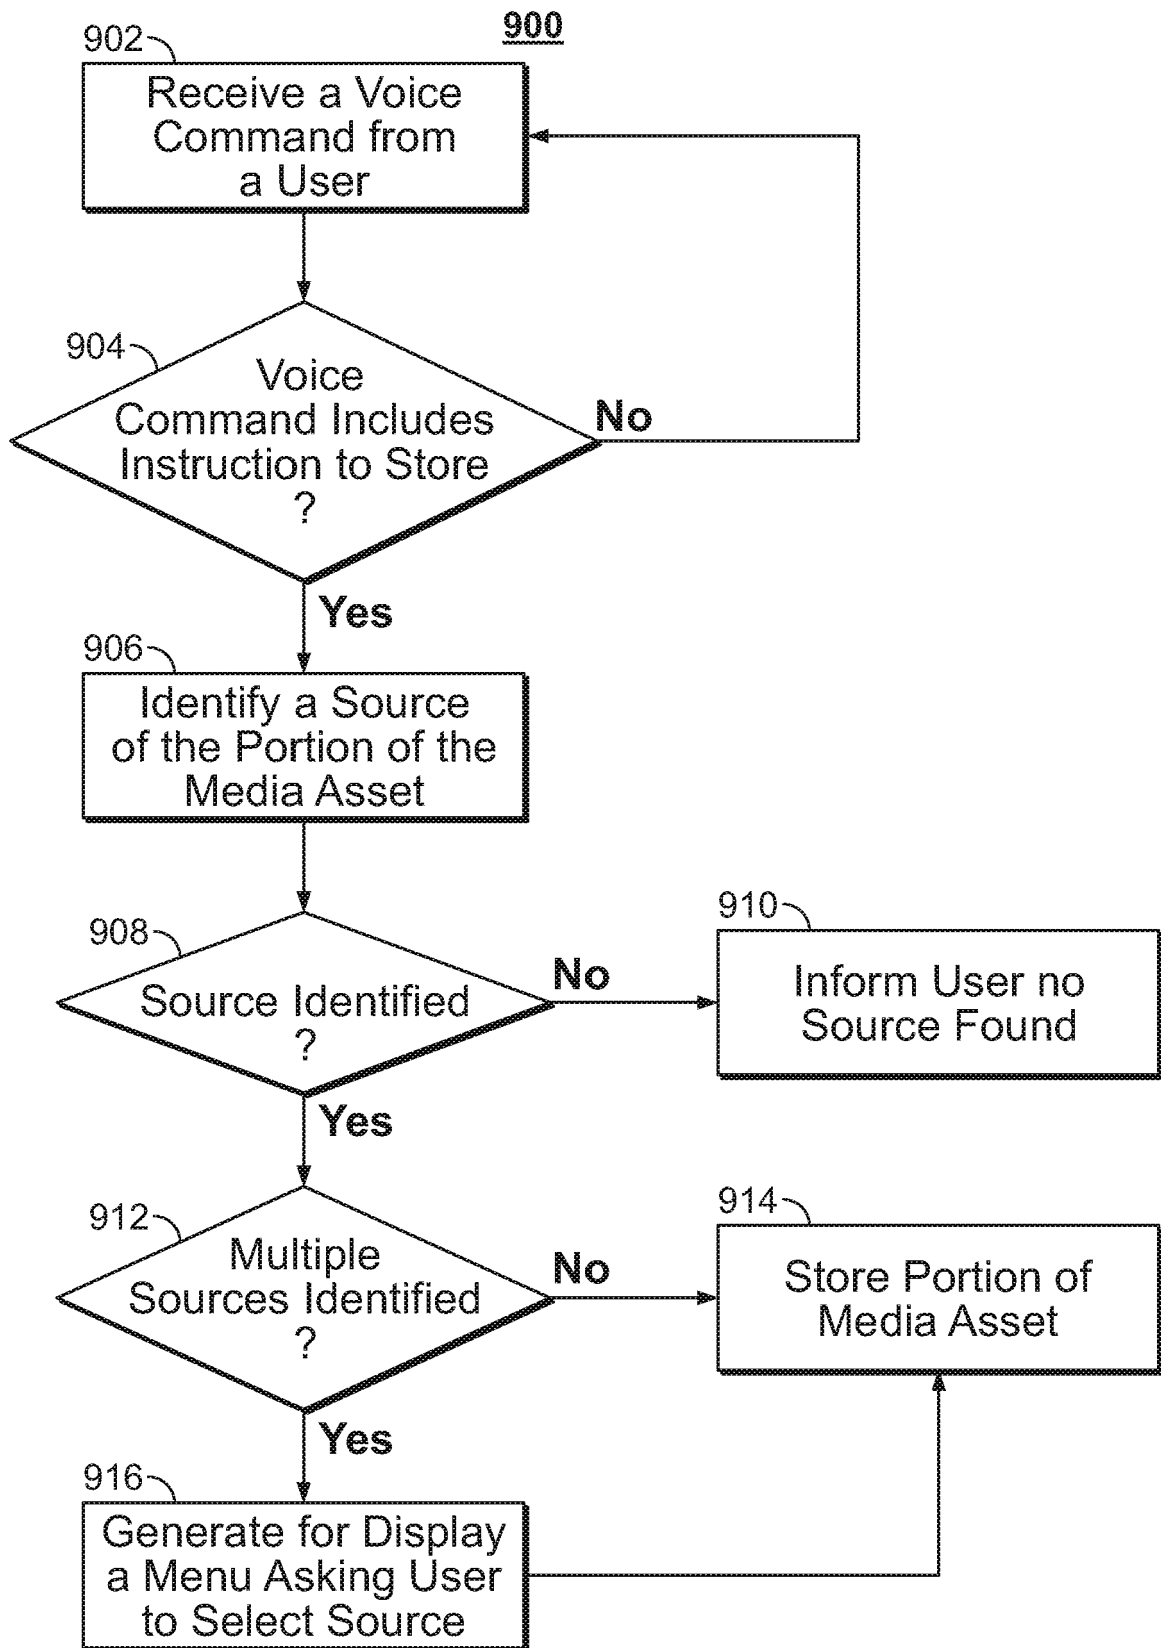 900
902
Receive a Voice
Command from
a User
904
Voice
Command Includes
Instruction to Store
?
No
Yes
906
Identify a Source
of the Portion of the
Media Asset
908
Source Identified
?
No
910
Inform User no
Source Found
Yes
912
Multiple
Sources Identified
?
No
914
Store Portion of
Media Asset
Yes
916
Generate for Display
a Menu Asking User
to Select Source